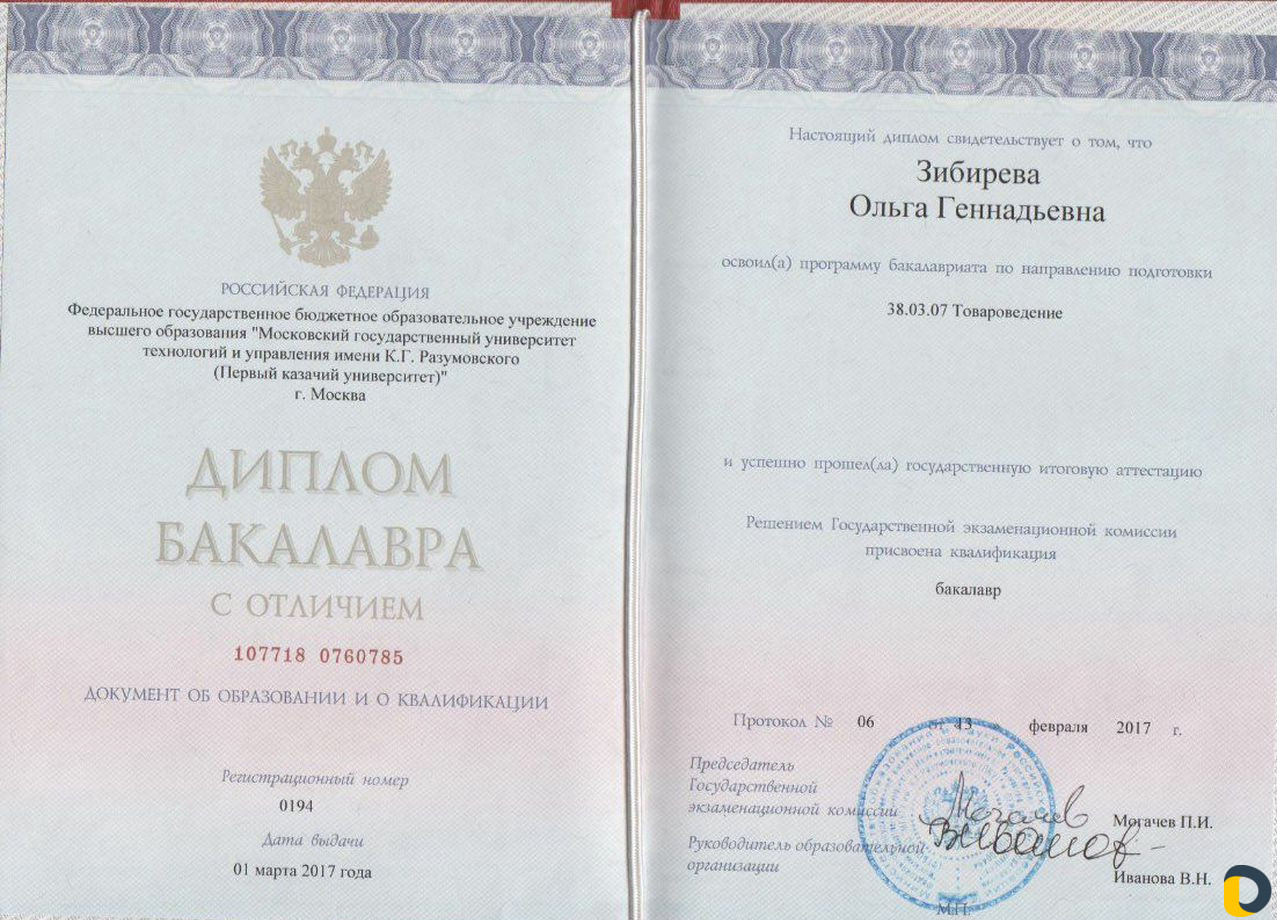 РОССИЙСКАЯ ФЕДЕРАЦИЯ
Федеральное государственное бюджетное образовательное учреждение
высшего образования "Московский государственный университет
технологий и управления имени К.Г. Разумовского
(Первый казачий университет)"
г. Москва
ДИПЛОМ
БАКАЛАВРА
С ОТЛИЧИЕМ
107718 0760785
ДОКУМЕНТ ОБ ОБРАЗОВАНИИ И О КВАЛИФИКАЦИИ
Регистрационный номер
0194
Дата выдачи
01 марта 2017 года
Настоящий диплом свидетельствует о том, что
Зибирева
Ольга Геннадьевна
освоил(а) программу бакалавриата по направлению подготовки
38.03.07 Товароведение
и успешно прошел(ла) государственную итоговую аттестацию
Решением Государственной экзаменационной комиссии
присвоена квалификация
бакалавр
Протокол № 06 от « 13 » февраля 2017 г.
Председатель
Государственной
экзаменационной комиссии
Могачев П.И.
Руководитель образовательной
организации
Иванова В.Н.
М.П.